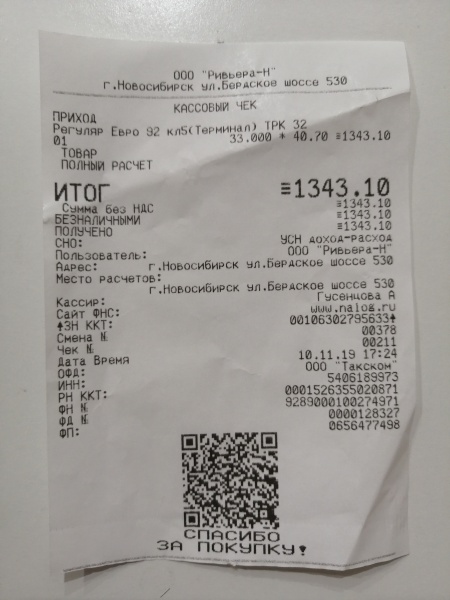 ООО "Ривьера-Н"
г.Новосибирск ул.Бердское шоссе 530
КАССОВЫЙ ЧЕК
ПРИХОД
Регуляр Евро 92 кл5(Терминал) ТРК 32
01 33.000 * 40.70 ≡1343.10
ТОВАР
ПОЛНЫЙ РАСЧЕТ
ИТОГ ≡1343.10
Сумма без НДС ≡1343.10
БЕЗНАЛИЧНЫМИ ≡1343.10
ПОЛУЧЕНО ≡1343.10
СНО: УСН доход-расход
Пользователь: ООО "Ривьера-Н"
Адрес: г.Новосибирск ул.Бердское шоссе 530
Место расчетов:
г.Новосибирск ул.Бердское шоссе 530
Кассир: Гусенцова А
Сайт ФНС: www.nalog.ru
ЗН ККТ: 00106302795633
Смена № 00378
Чек № 00211
Дата Время 10.11.19 17:24
ОФД: ООО "Такском"
ИНН: 5406189973
РН ККТ: 0001526355020871
ФН № 9289000100274971
ФД № 0000128327
ФП: 0656477498
СПАСИБО
ЗА ПОКУПКУ!